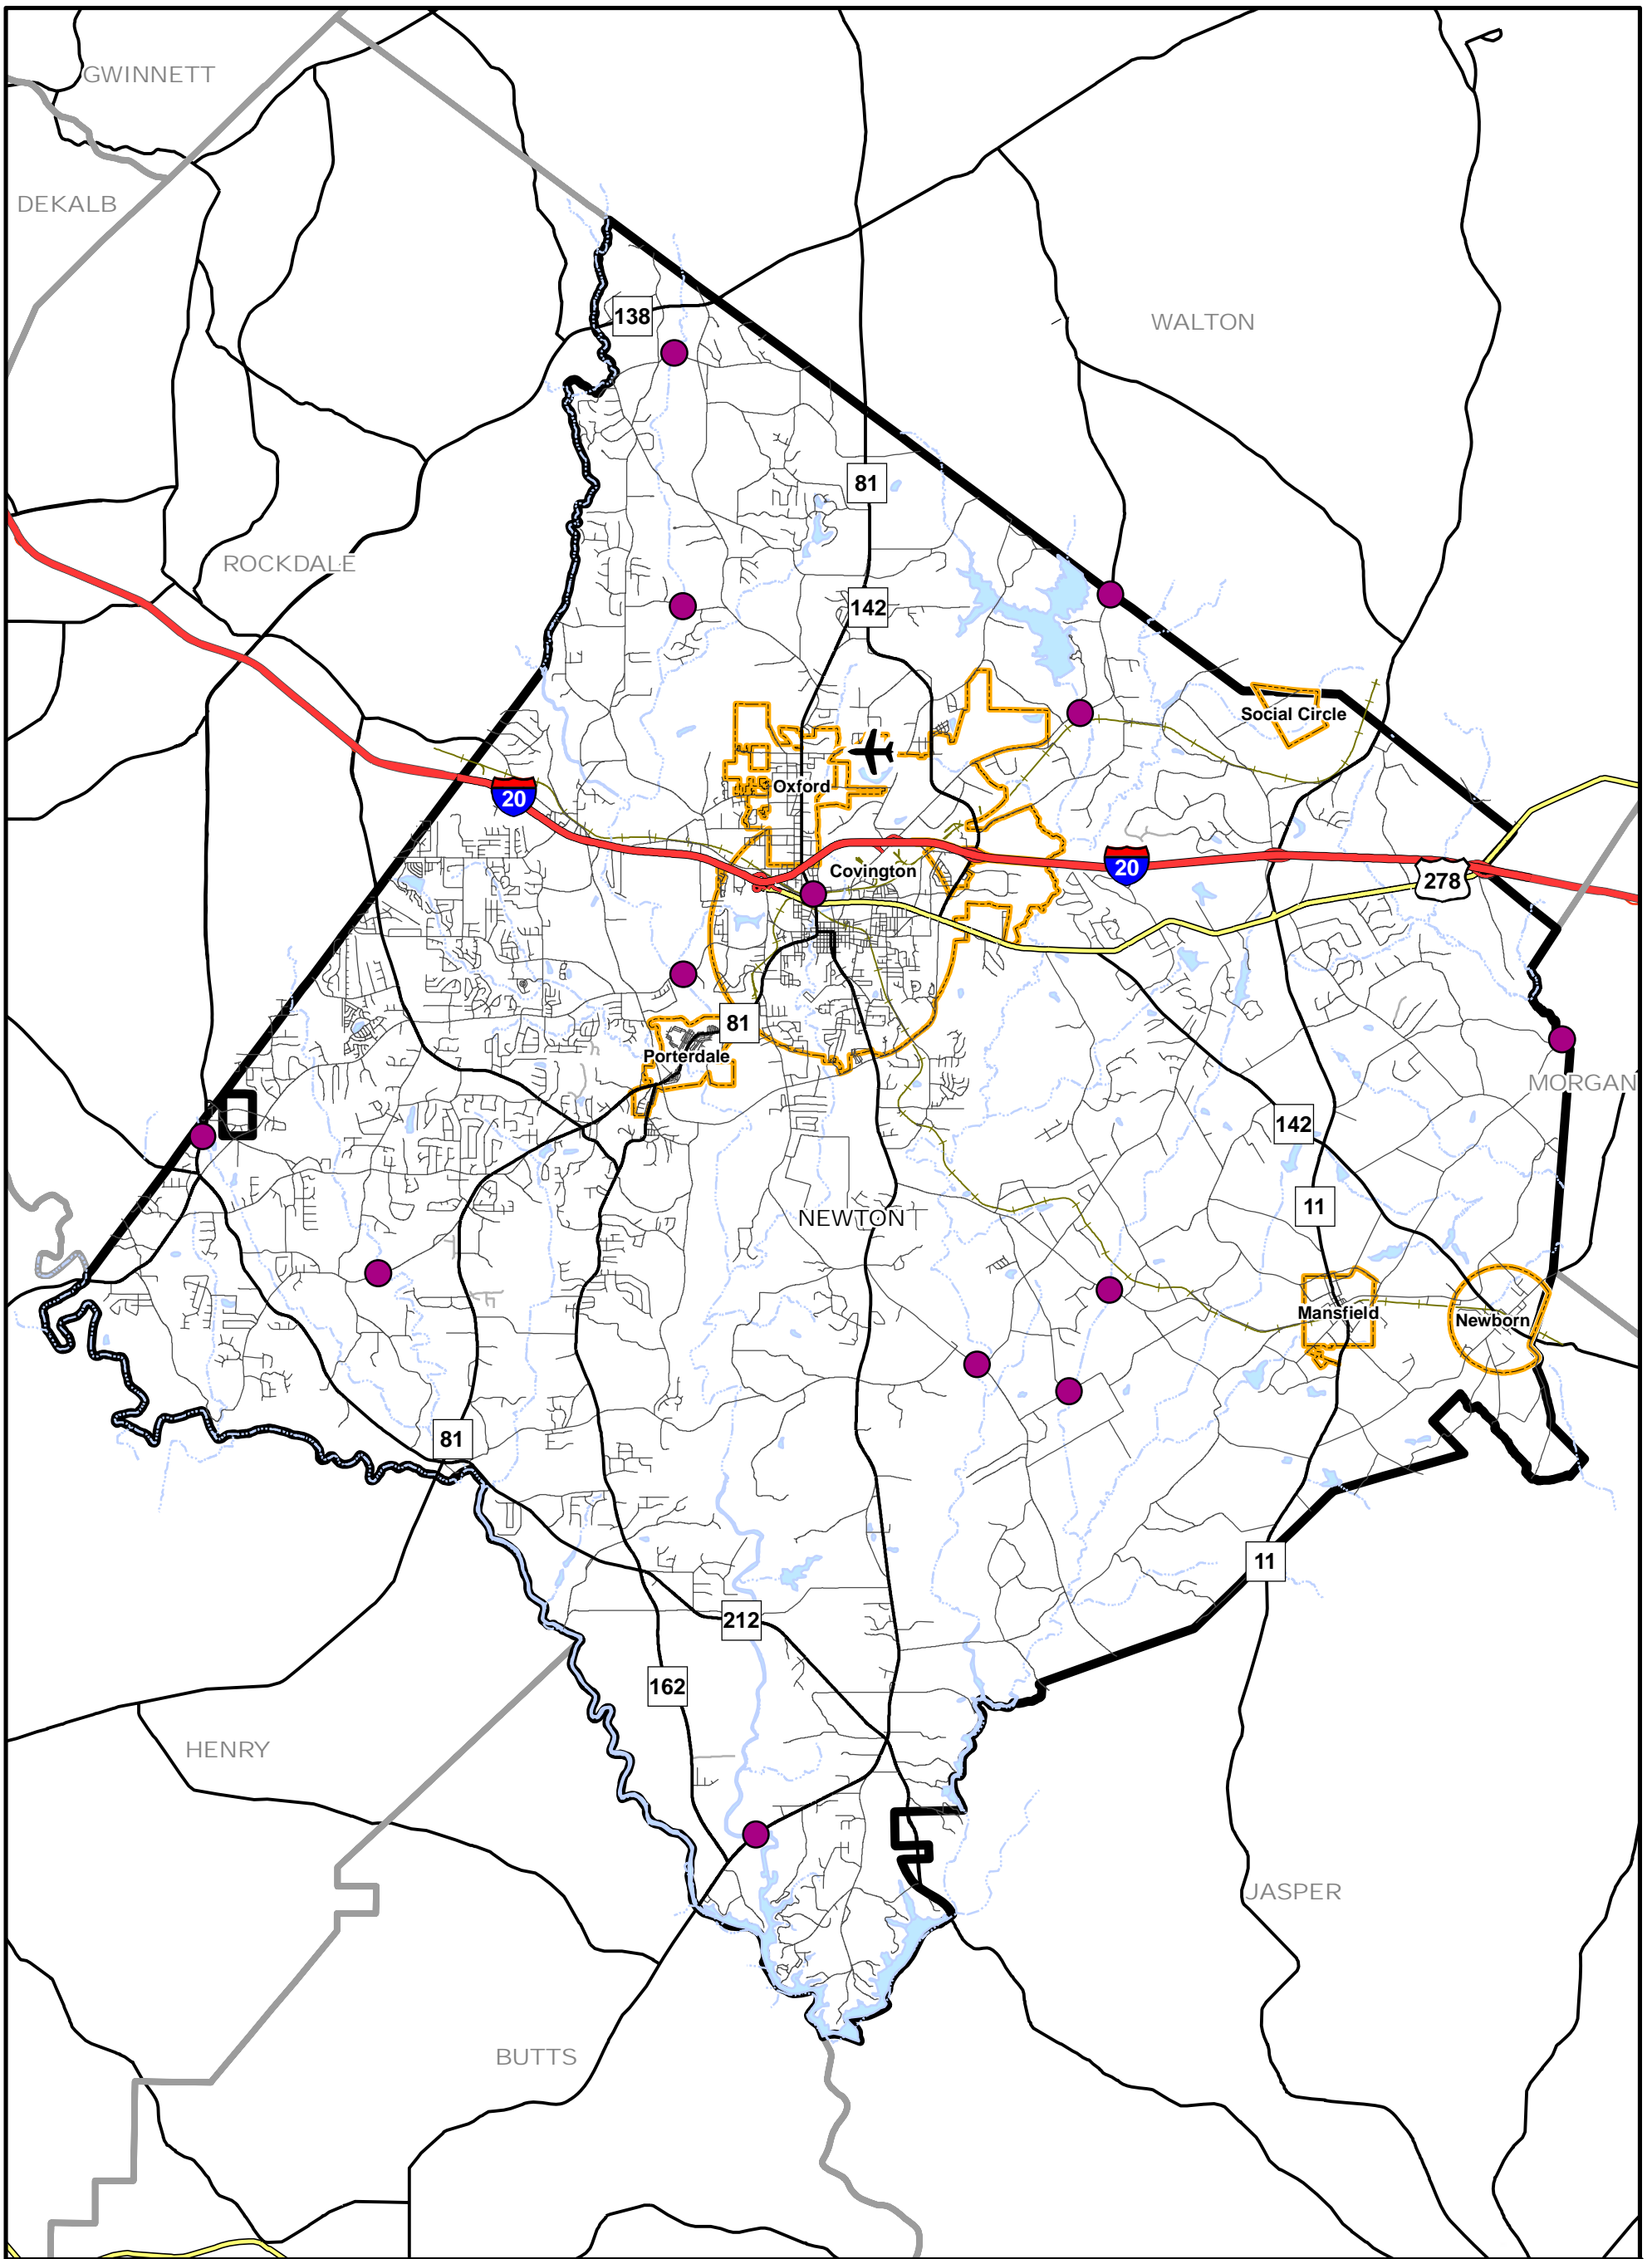 GWINNETT
DEKALB
138
WALTON
81
ROCKDALE
142
Social Circle
Oxford
20
Covington
20
278
81
Porterdale
MORGAN
142
11
NEWTON
Mansfield
Newborn
81
11
212
162
HENRY
JASPER
BUTTS